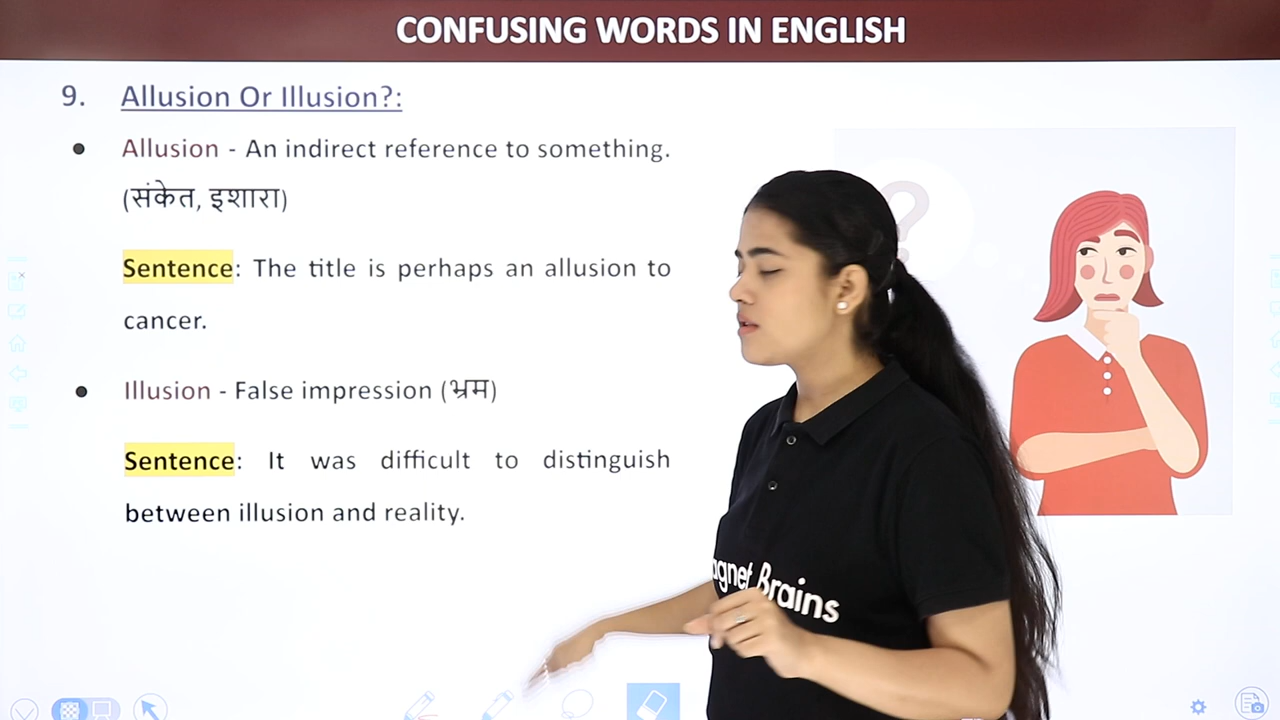 CONFUSING WORDS IN ENGLISH
9. Allusion Or Illusion?:
● Allusion - An indirect reference to something.
(संकेत, इशारा)
Sentence: The title is perhaps an allusion to
cancer.
● Illusion - False impression (भ्रम)
Sentence: It was difficult to distinguish
between illusion and reality.
?
Brains